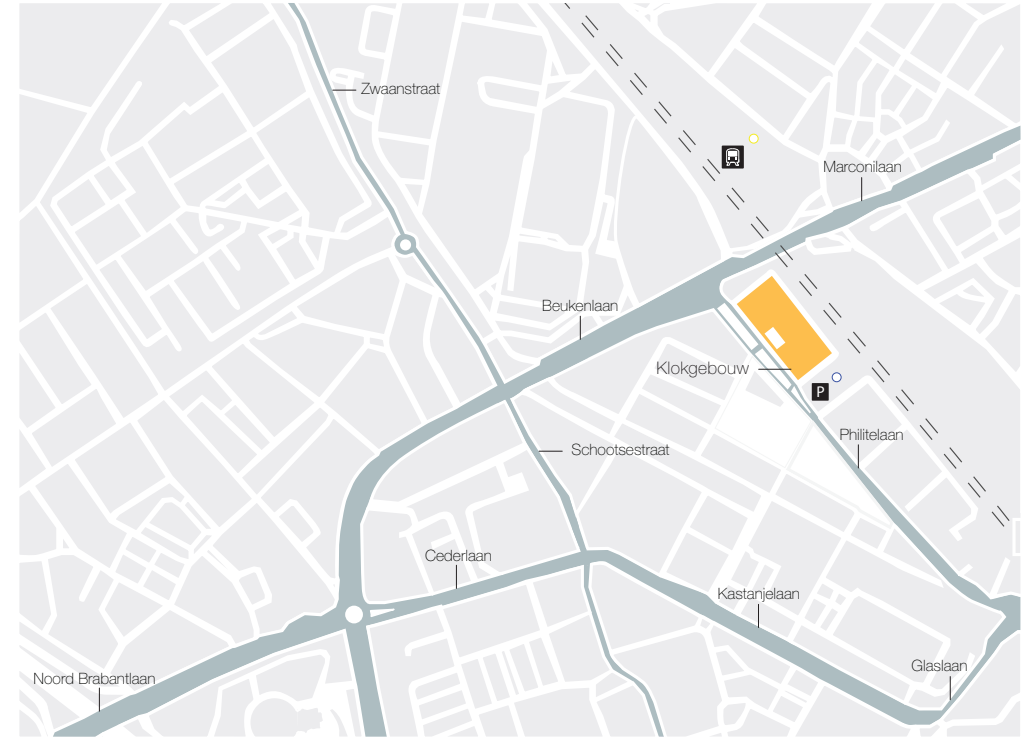 Zwaanstraat
Marconilaan
Beukenlaan
Klokgebouw
P
Philitelaan
Schootsestraat
Cederlaan
Kastanjelaan
Glaslaan
Noord Brabantlaan